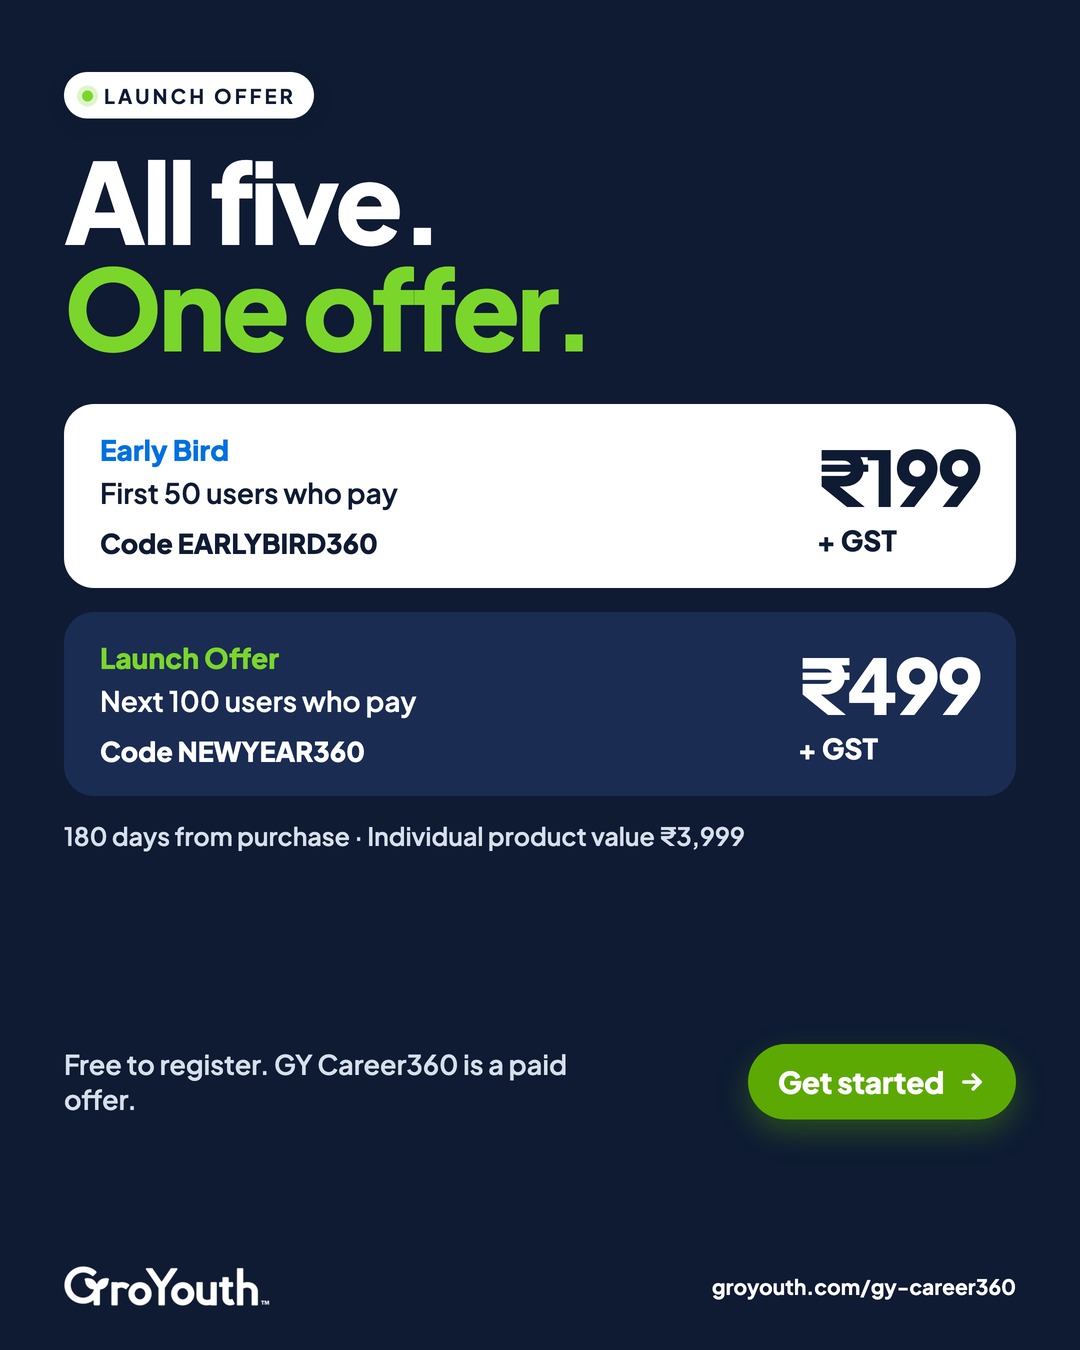 LAUNCH OFFER
All five.
One offer.
Early Bird
First 50 users who pay
Code EARLYBIRD360
₹199
+ GST
Launch Offer
Next 100 users who pay
Code NEWYEAR360
₹499
+ GST
180 days from purchase · Individual product value ₹3,999
Free to register. GY Career360 is a paid
offer.
Get started →
GroYouth™
groyouth.com/gy-career360